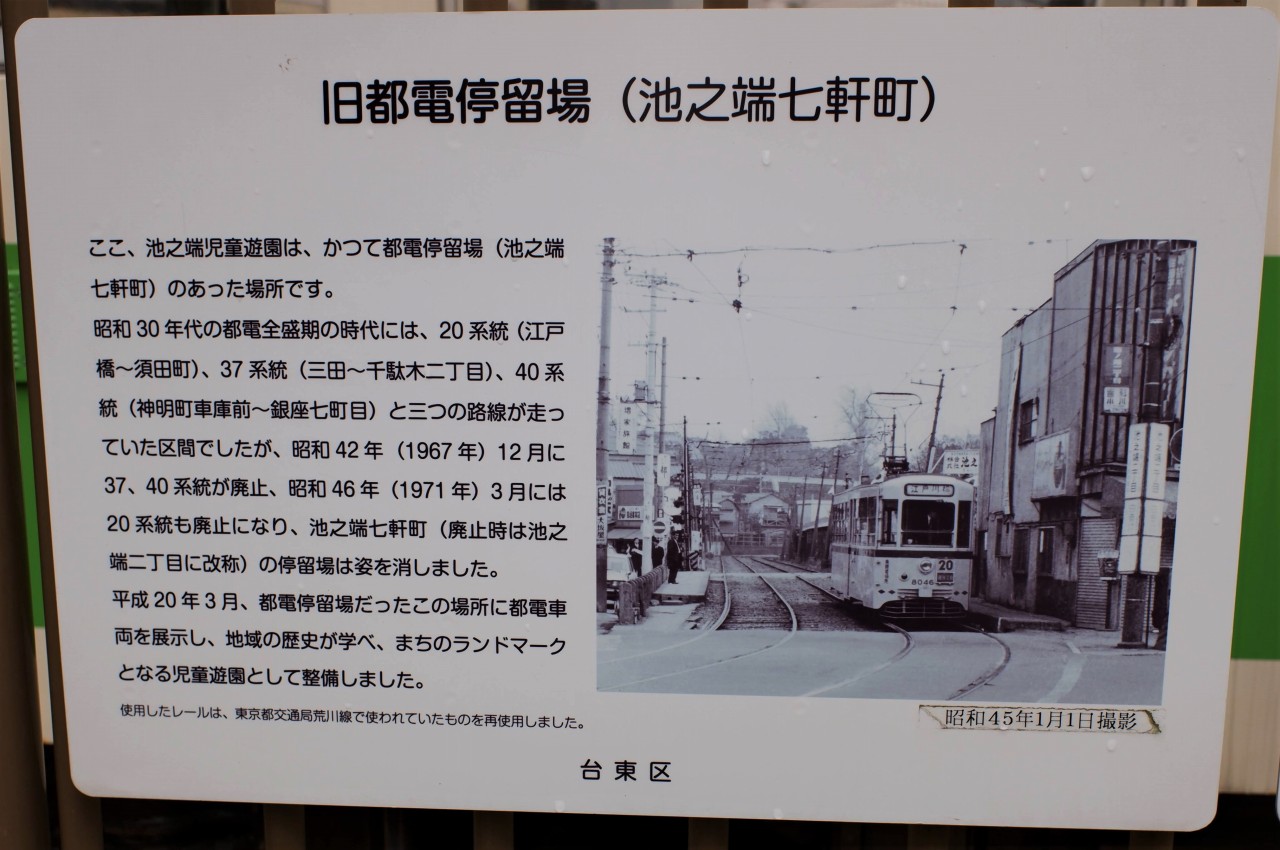 旧都電停留場（池之端七軒町）
ここ、池之端児童遊園は、かつて都電停留場（池之端
七軒町）のあった場所です。
昭和30年代の都電全盛期の時代には、20系統（江戸
橋～須田町）、37系統（三田～千駄木二丁目）、40系
統（神明町車庫前～銀座七町目）と三つの路線が走っ
ていた区間でしたが、昭和42年（1967年）12月に
37、40系統が廃止、昭和46年（1971年）3月には
20系統も廃止になり、池之端七軒町（廃止時は池之
端二丁目に改称）の停留場は姿を消しました。
平成20年3月、都電停留場だったこの場所に都電車
両を展示し、地域の歴史が学べ、まちのランドマーク
となる児童遊園として整備しました。
使用したレールは、東京都交通局荒川線で使われていたものを再使用しました。
江戸川橋
20
8046
池之
昭和45年1月1日撮影
台東区